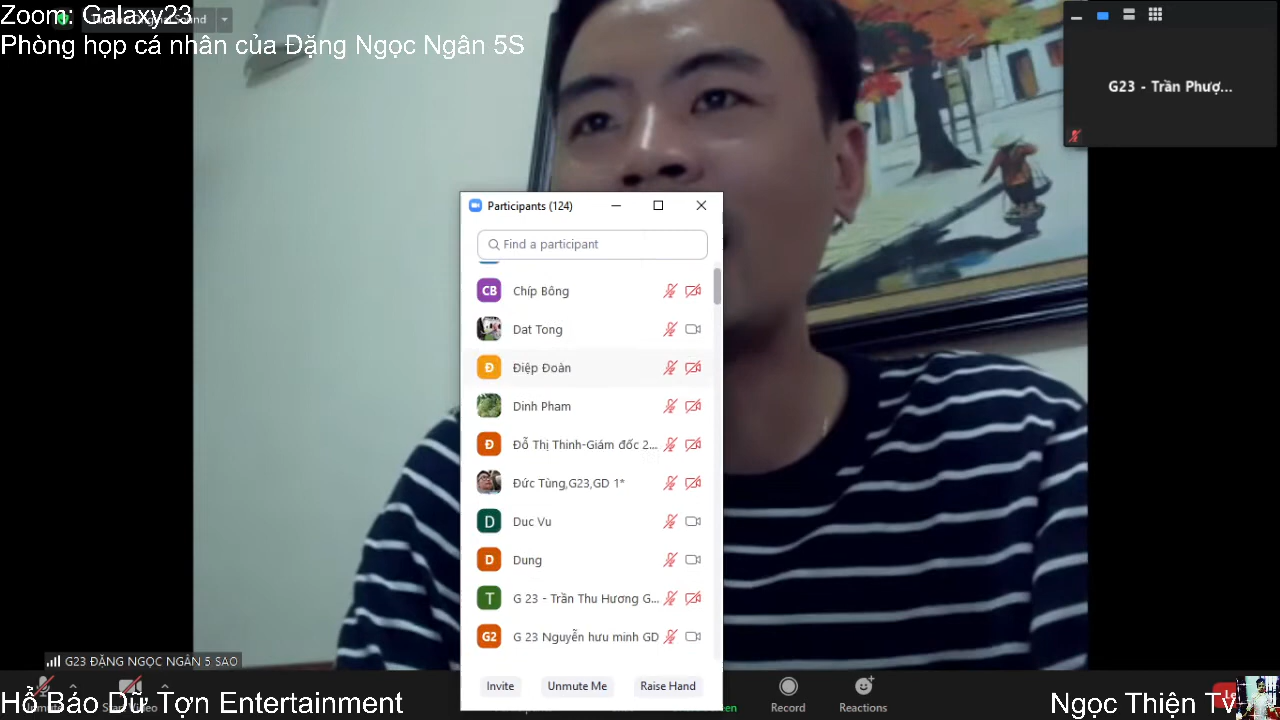 Zoom: Galaxy23
Phòng họp cá nhân của Đặng Ngọc Ngân 5S
G23 - Trần Phượ...
Participants (124)
Find a participant
CB Chíp Bông
Dat Tong
Đ Điệp Đoàn
Dinh Pham
Đ Đỗ Thị Thinh-Giám đốc 2...
Đức Tùng,G23,GD 1*
D Duc Vu
D Dung
T G 23 - Trần Thu Hương G...
G2 G 23 Nguyễn hưu minh GD
G23 ĐẶNG NGỌC NGÂN 5 SAO
Invite
Unmute Me
Raise Hand
Record
Reactions
Hổ Báo Dữ Tợn Entertainment
Ngọc Thiện Tv